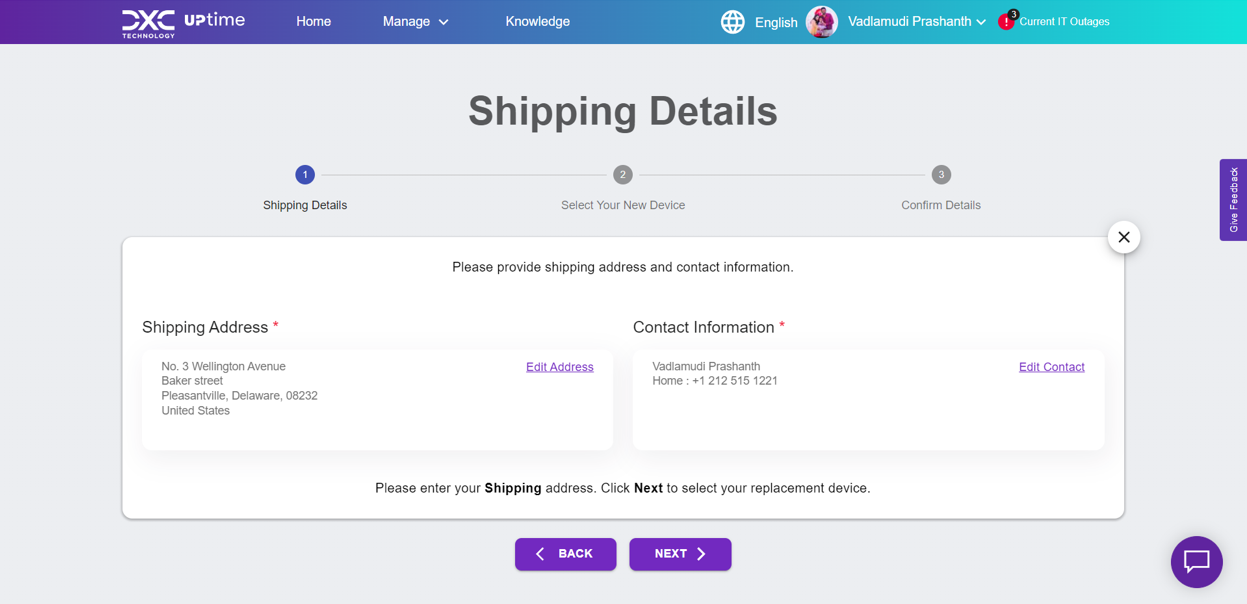 DXC TECHNOLOGY UPtime
Home
Manage
Knowledge
English
Vadlamudi Prashanth
! 3 Current IT Outages
Shipping Details
1
2
3
Shipping Details
Select Your New Device
Confirm Details
Give Feedback
Please provide shipping address and contact information.
Shipping Address *
No. 3 Wellington Avenue
Baker street
Pleasantville, Delaware, 08232
United States
Edit Address
Contact Information *
Vadlamudi Prashanth
Home : +1 212 515 1221
Edit Contact
Please enter your Shipping address. Click Next to select your replacement device.
BACK
NEXT